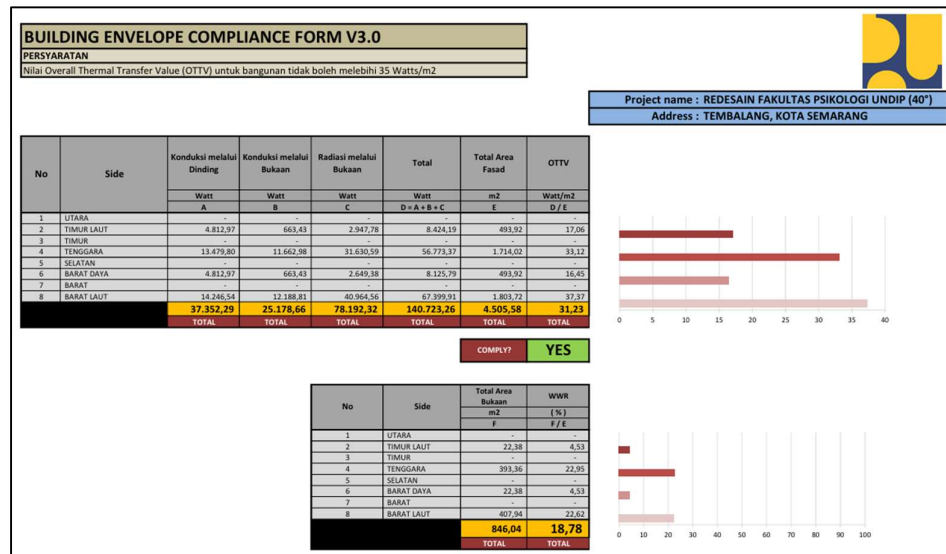 BUILDING ENVELOPE COMPLIANCE FORM V3.0
PERSYARATAN
Nilai Overall Thermal Transfer Value (OTTV) untuk bangunan tidak boleh melebihi 35 Watts/m2
Project name : REDESAIN FAKULTAS PSIKOLOGI UNDIP (40°)
Address : TEMBALANG, KOTA SEMARANG
No Side Konduksi melalui Dinding Konduksi melalui Bukaan Radiasi melalui Bukaan Total Total Area Fasad OTTV
Watt Watt Watt Watt m2 Watt/m2
A B C D = A + B + C E D / E
1 UTARA - - - - - -
2 TIMUR LAUT 4.812,97 663,43 2.947,78 8.424,19 493,92 17,06
3 TIMUR - - - - - -
4 TENGGARA 13.479,80 11.662,98 31.630,59 56.773,37 1.714,02 33,12
5 SELATAN - - - - - -
6 BARAT DAYA 4.812,97 663,43 2.649,38 8.125,79 493,92 16,45
7 BARAT - - - - - -
8 BARAT LAUT 14.246,54 12.188,81 40.964,56 67.399,91 1.803,72 37,37
37.352,29 25.178,66 78.192,32 140.723,26 4.505,58 31,23
TOTAL TOTAL TOTAL TOTAL TOTAL TOTAL
0 5 10 15 20 25 30 35 40
COMPLY? YES
No Side Total Area Bukaan WWR
m2 ( % )
F F / E
1 UTARA - -
2 TIMUR LAUT 22,38 4,53
3 TIMUR - -
4 TENGGARA 393,36 22,95
5 SELATAN - -
6 BARAT DAYA 22,38 4,53
7 BARAT - -
8 BARAT LAUT 407,94 22,62
846,04 18,78
TOTAL TOTAL
0 10 20 30 40 50 60 70 80 90 100